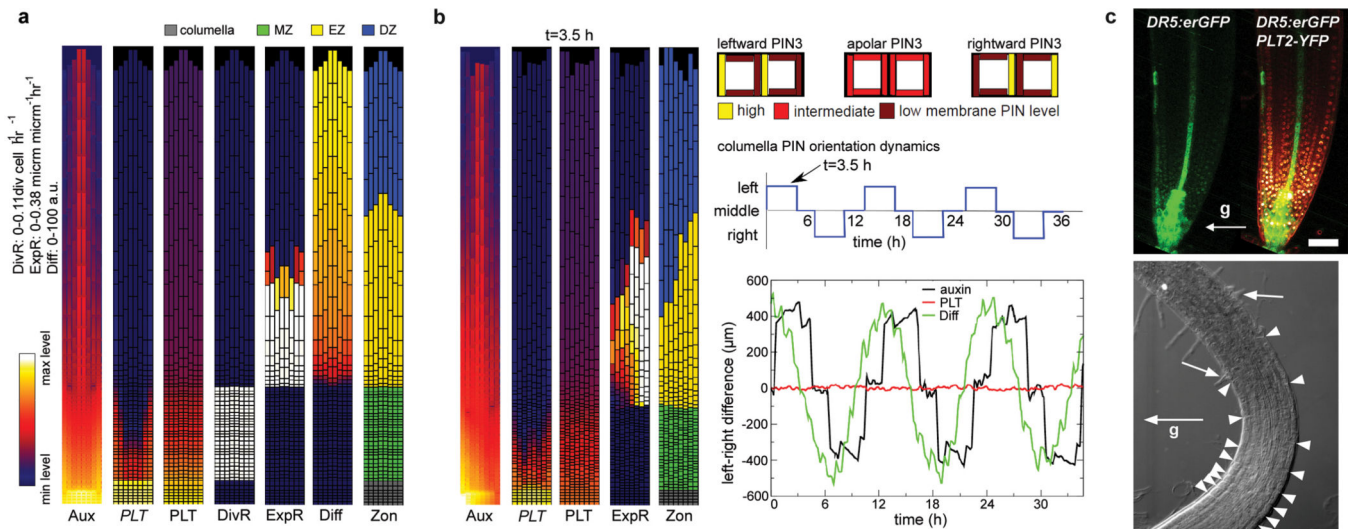 a
columella
MZ
EZ
DZ
DivR: 0-0.11div cell hr-1
ExpR: 0-0.38 micrm micrm-1hr-1
Diff: 0-100 a.u.
max level
min level
Aux
PLT
PLT
DivR
ExpR
Diff
Zon
b
t=3.5 h
Aux
PLT
PLT
ExpR
Zon
leftward PIN3
apolar PIN3
rightward PIN3
high
intermediate
low membrane PIN level
columella PIN orientation dynamics
t=3.5 h
left
middle
right
6
12
18
24
30
36
time (h)
left-right difference (μm)
600
400
200
0
-200
-400
-600
auxin
PLT
Diff
0
6
12
18
24
30
time (h)
c
DR5:erGFP
DR5:erGFP
PLT2-YFP
g
g